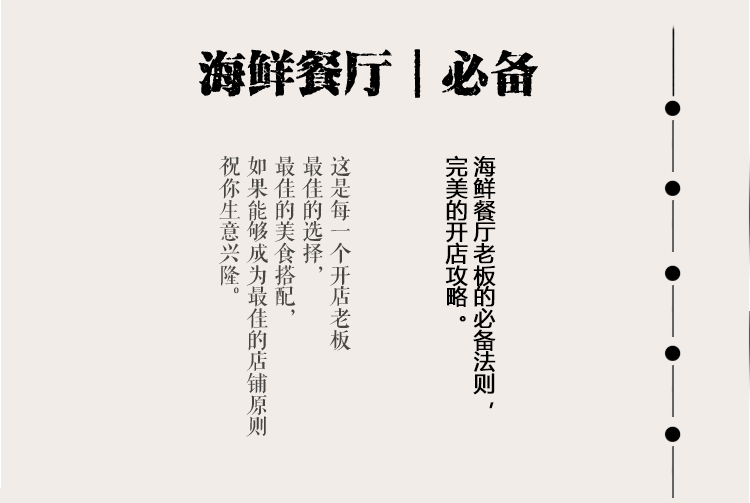 海鲜餐厅｜必备
海鲜餐厅老板的必备法则，
完美的开店攻略。
这是每一个开店老板
最佳的选择，
最佳的美食搭配，
如果能够成为最佳的店铺原则
祝你生意兴隆。